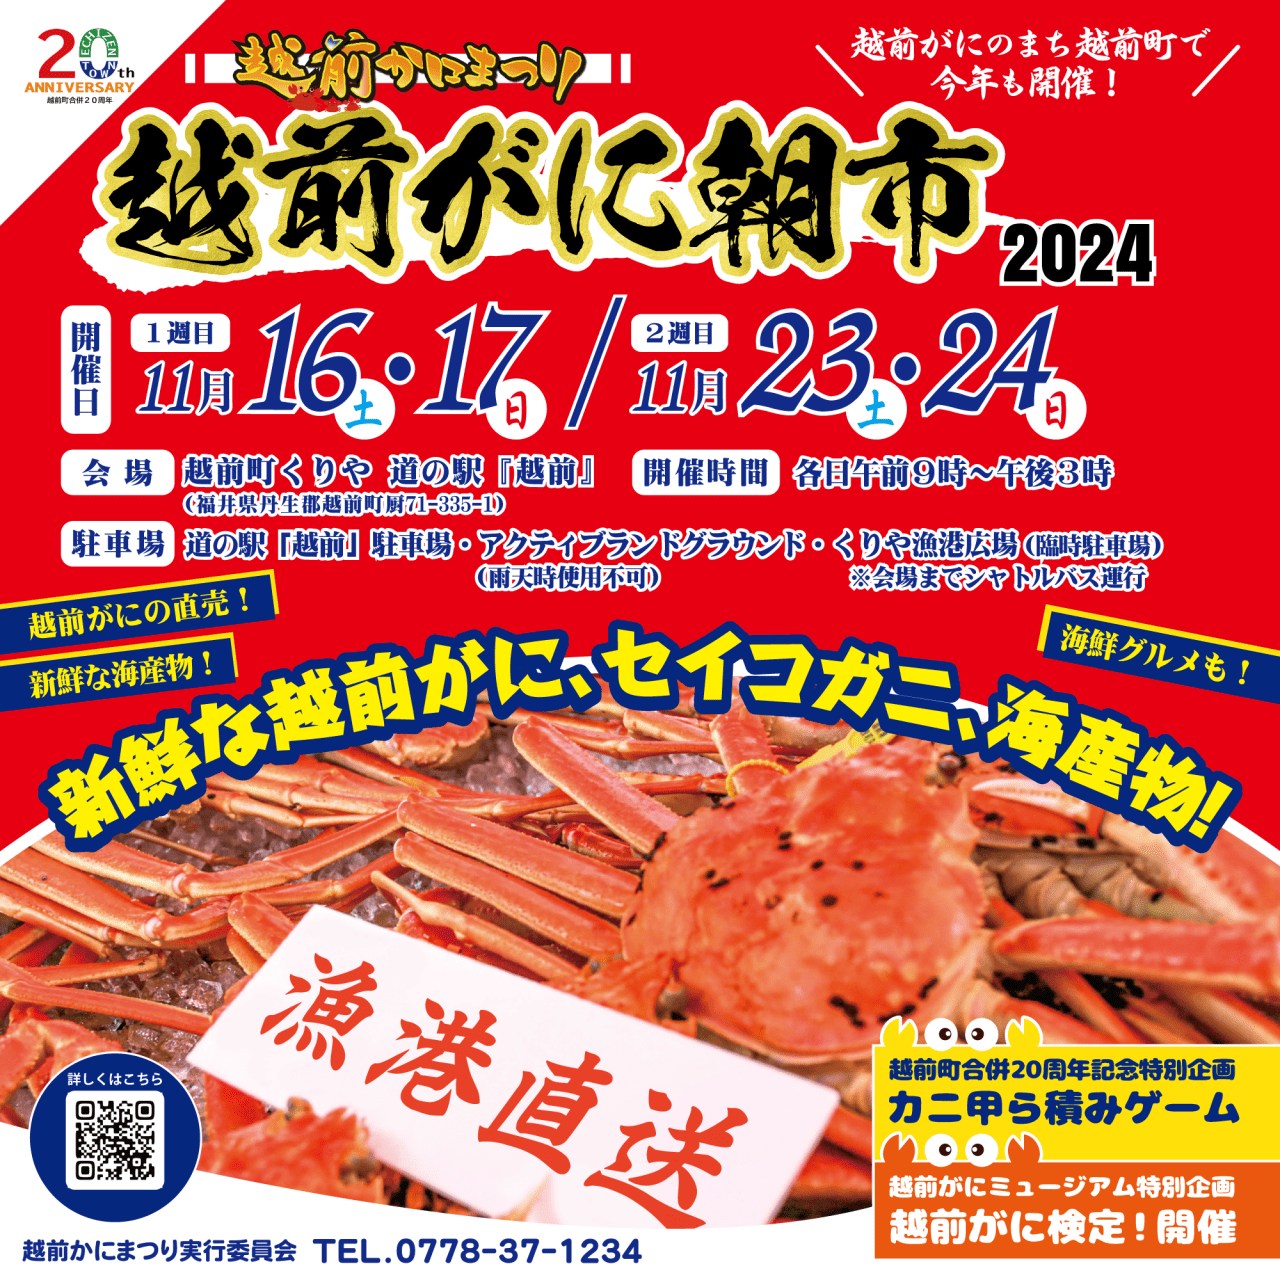 20th
ECHIZEN TOWN
ANNIVERSARY
越前町合併20周年
越前かにまつり
越前がにのまち越前町で
今年も開催！
越前がに朝市
2024
開催日
1週目
11月16土・17日
2週目
11月23土・24日
会場
越前町くりや 道の駅『越前』
(福井県丹生郡越前町厨71-335-1)
開催時間
各日午前9時～午後3時
駐車場
道の駅「越前」駐車場・アクティブランドグラウンド・くりや漁港広場(臨時駐車場)
(雨天時使用不可)
※会場までシャトルバス運行
越前がにの直売！
新鮮な海産物！
海鮮グルメも！
新鮮な越前がに、セイコガニ、海産物!
漁港直送
詳しくはこちら
越前町合併20周年記念特別企画
カニ甲ら積みゲーム
越前がにミュージアム特別企画
越前がに検定！開催
越前かにまつり実行委員会 TEL.0778-37-1234